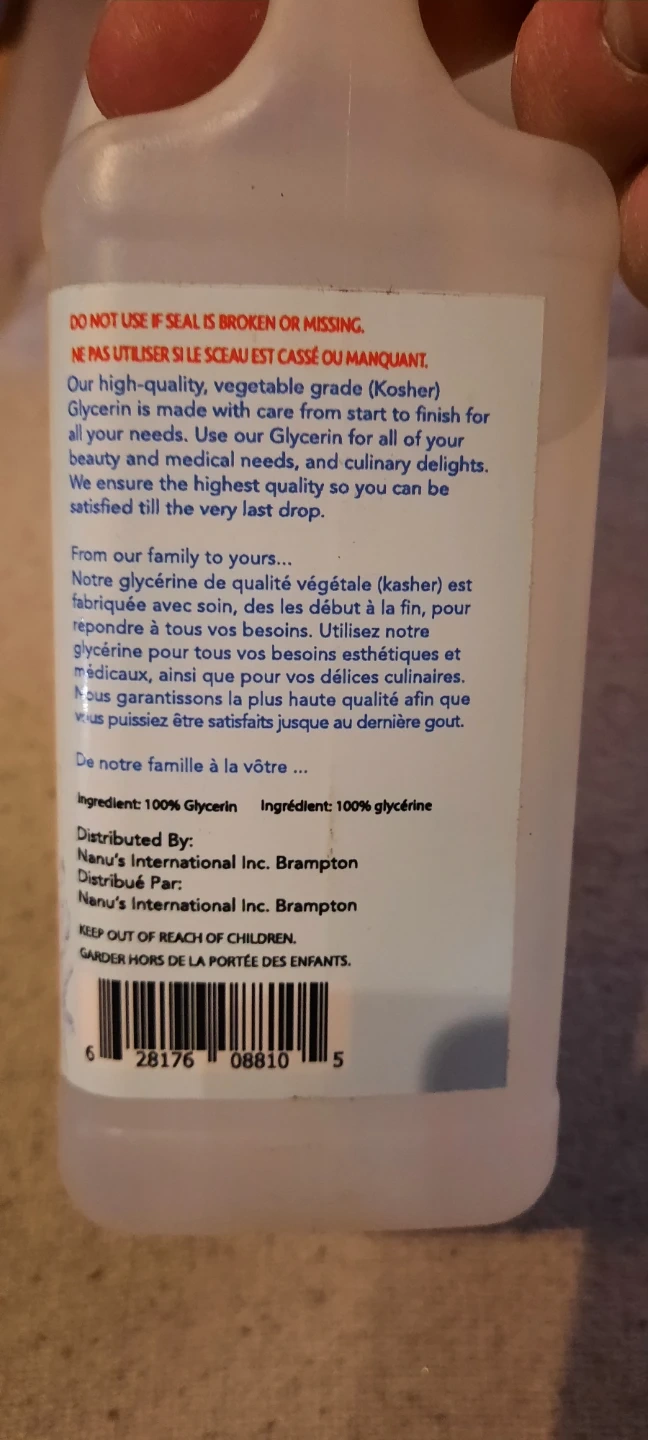 DO NOT USE IF SEAL IS BROKEN OR MISSING.
NE PAS UTILISER SI LE SCEAU EST CASSÉ OU MANQUANT.
Our high-quality, vegetable grade (Kosher)
Glycerin is made with care from start to finish for
all your needs. Use our Glycerin for all of your
beauty and medical needs, and culinary delights.
We ensure the highest quality so you can be
satisfied till the very last drop.
From our family to yours...
Notre glycérine de qualité végétale (kasher) est
fabriquée avec soin, des les début à la fin, pour
répondre à tous vos besoins. Utilisez notre
glycérine pour tous vos besoins esthétiques et
médicaux, ainsi que pour vos délices culinaires.
Nous garantissons la plus haute qualité afin que
vous puissiez être satisfaits jusque au dernière gout.
De notre famille à la vôtre ...
Ingredient: 100% Glycerin Ingrédient: 100% glycérine
Distributed By:
Nanu's International Inc. Brampton
Distribué Par:
Nanu's International Inc. Brampton
KEEP OUT OF REACH OF CHILDREN.
GARDER HORS DE LA PORTÉE DES ENFANTS.
6 28176 08810 5